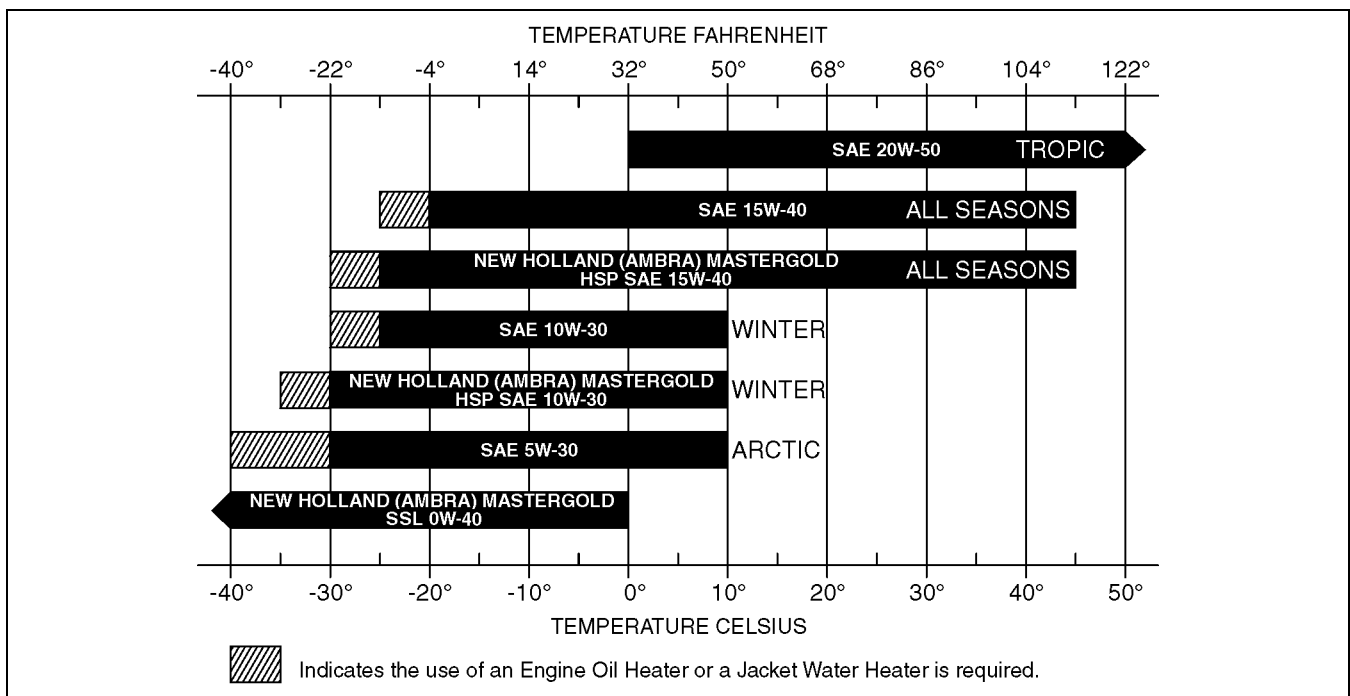 TEMPERATURE FAHRENHEIT
-40° -22° -4° 14° 32° 50° 68° 86° 104° 122°
SAE 20W-50 TROPIC
SAE 15W-40 ALL SEASONS
NEW HOLLAND (AMBRA) MASTERGOLD
HSP SAE 15W-40 ALL SEASONS
SAE 10W-30 WINTER
NEW HOLLAND (AMBRA) MASTERGOLD
HSP SAE 10W-30 WINTER
SAE 5W-30 ARCTIC
NEW HOLLAND (AMBRA) MASTERGOLD
SSL 0W-40
-40° -30° -20° -10° 0° 10° 20° 30° 40° 50°
TEMPERATURE CELSIUS
Indicates the use of an Engine Oil Heater or a Jacket Water Heater is required.